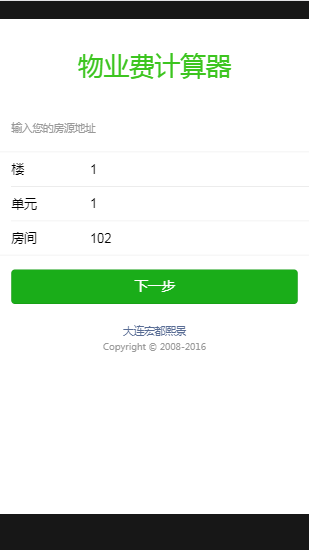 物业费计算器
输入您的房源地址
楼 1
单元 1
房间 102
下一步
大连宏都熙景
Copyright © 2008-2016